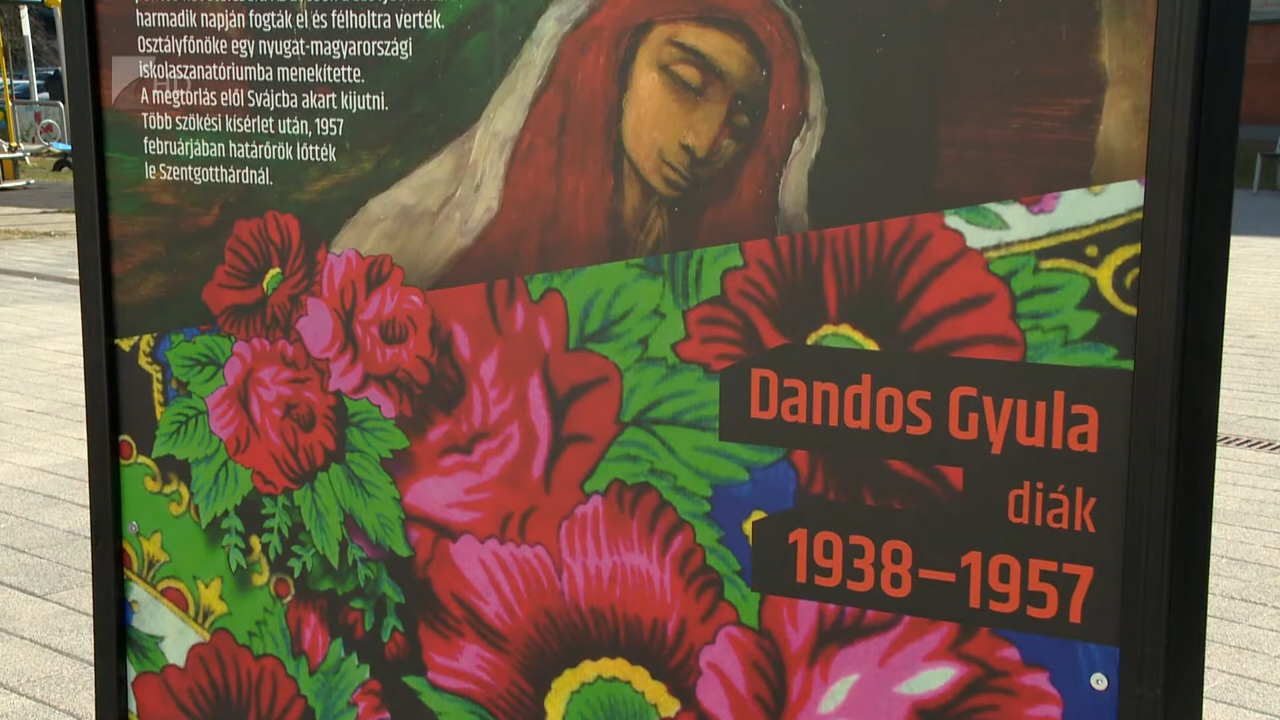 harmadik napján fogták el és félholtra verték.
Osztályfőnöke egy nyugat-magyarországi
iskolaszanatóriumba menekítette.
A megtorlás elől Svájcba akart kijutni.
Több szökési kísérlet után, 1957
februárjában határőrök lőtték
le Szentgotthárdnál.
Dandos Gyula
diák
1938–1957